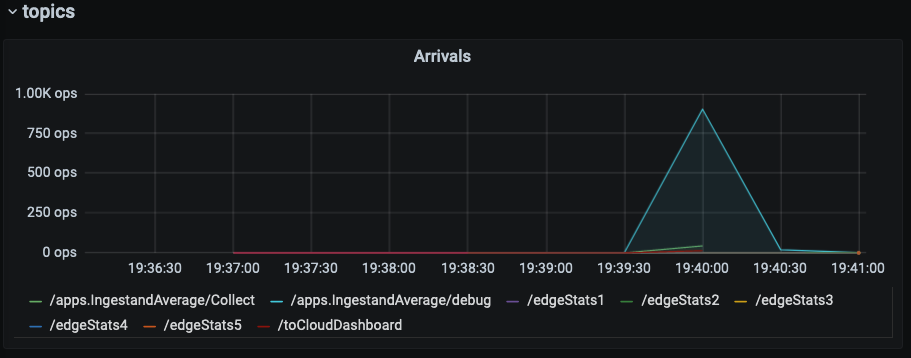 topics
Arrivals
1.00K ops
750 ops
500 ops
250 ops
0 ops
19:36:30 19:37:00 19:37:30 19:38:00 19:38:30 19:39:00 19:39:30 19:40:00 19:40:30 19:41:00
/apps.IngestandAverage/Collect /apps.IngestandAverage/debug /edgeStats1 /edgeStats2 /edgeStats3
/edgeStats4 /edgeStats5 /toCloudDashboard